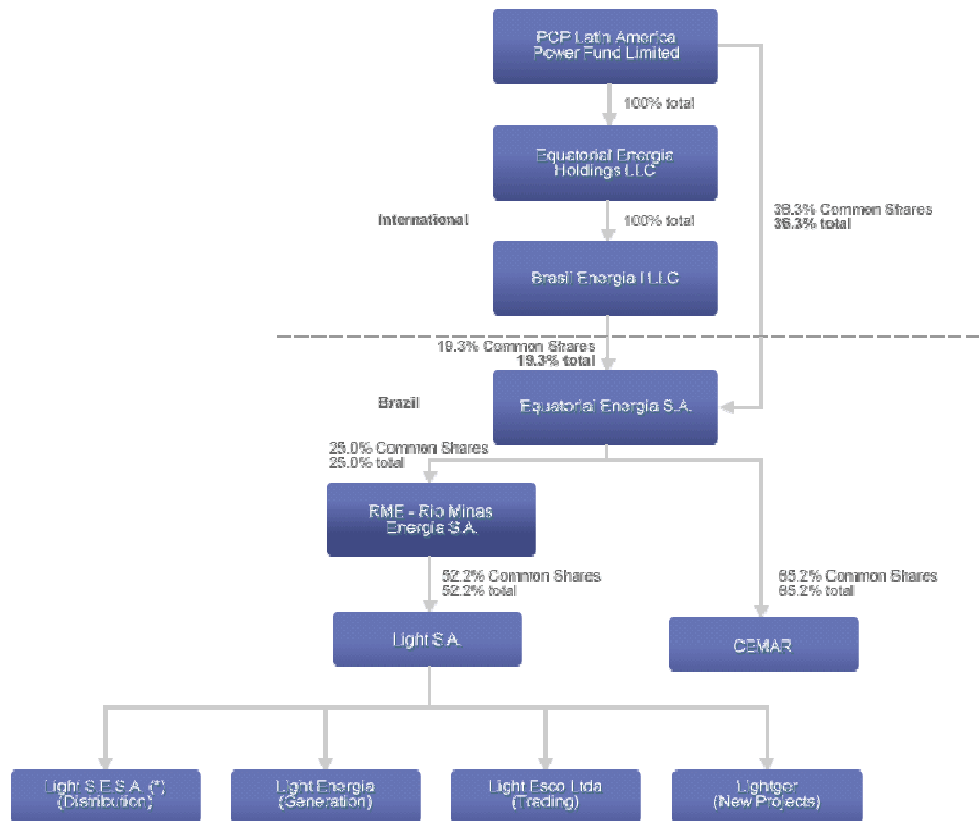 PCP Latin America
Power Fund Limited
100% total
Equatorial Energia
Holdings LLC
International
100% total
36.3% Common Shares
36.3% total
Brasil Energia I LLC
19.3% Common Shares
19.3% total
Brazil
Equatorial Energia S.A.
25.0% Common Shares
25.0% total
RME - Rio Minas
Energia S.A.
52.2% Common Shares
52.2% total
65.2% Common Shares
65.2% total
Light S.A.
CEMAR
Light S.E.S.A. (*)
(Distribution)
Light Energia
(Generation)
Light Esco Ltda
(Trading)
Lightger
(New Projects)